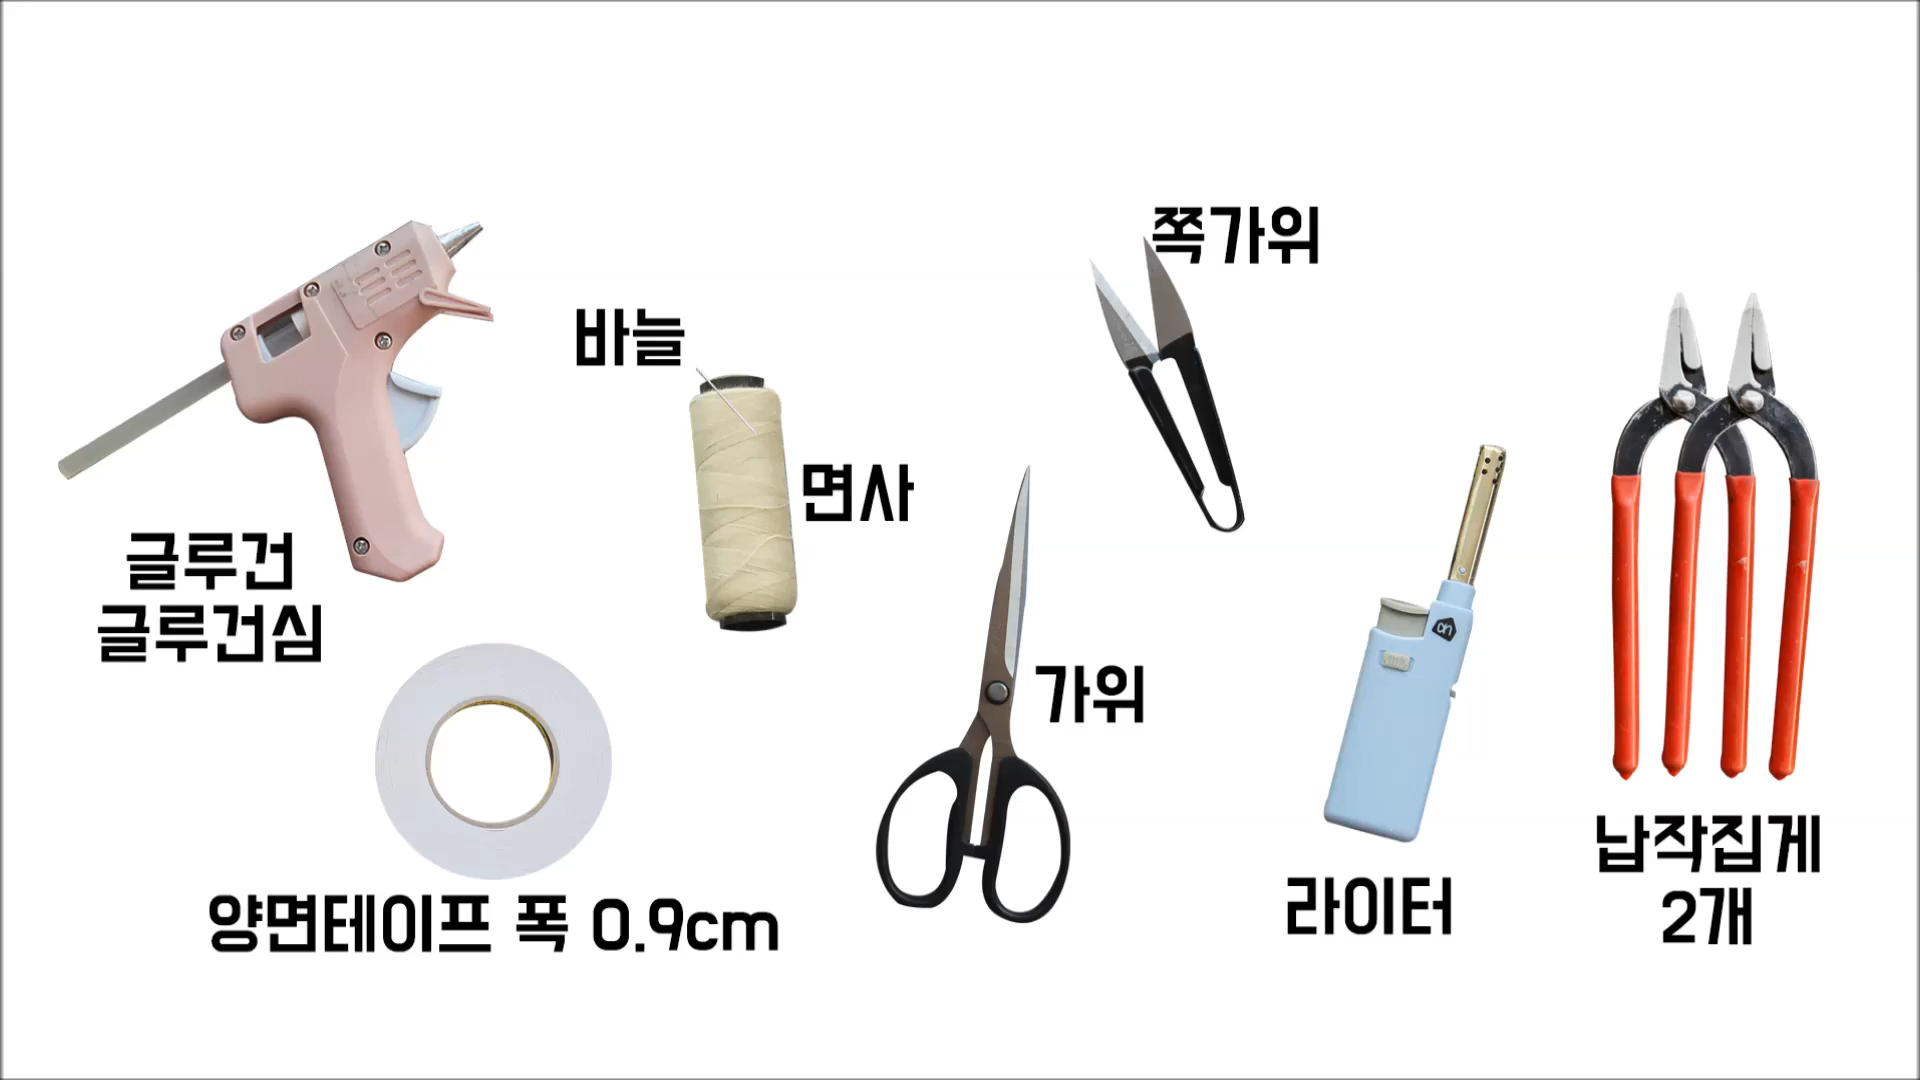 쪽가위
바늘
면사
글루건
글루건심
가위
양면테이프 폭 0.9cm
라이터
납작집게
2개